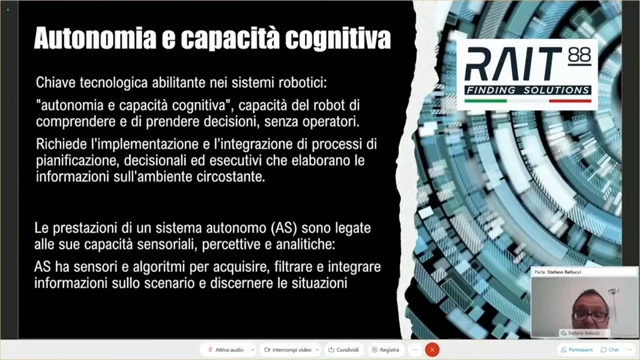 Autonomia e capacità cognitiva
RAIT 88
FINDING SOLUTIONS
Chiave tecnologica abilitante nei sistemi robotici:
"autonomia e capacità cognitiva", capacità del robot di
comprendere e di prendere decisioni, senza operatori.
Richiede l'implementazione e l'integrazione di processi di
pianificazione, decisionali ed esecutivi che elaborano le
informazioni sull'ambiente circostante.
Le prestazioni di un sistema autonomo (AS) sono legate
alle sue capacità sensoriali, percettive e analitiche:
AS ha sensori e algoritmi per acquisire, filtrare e integrare
informazioni sullo scenario e discernere le situazioni
Parla: Stefano Bellucci
Stefano Bellucci
Attiva audio
Interrompi video
Condividi
Registra
Partecipanti
Chat